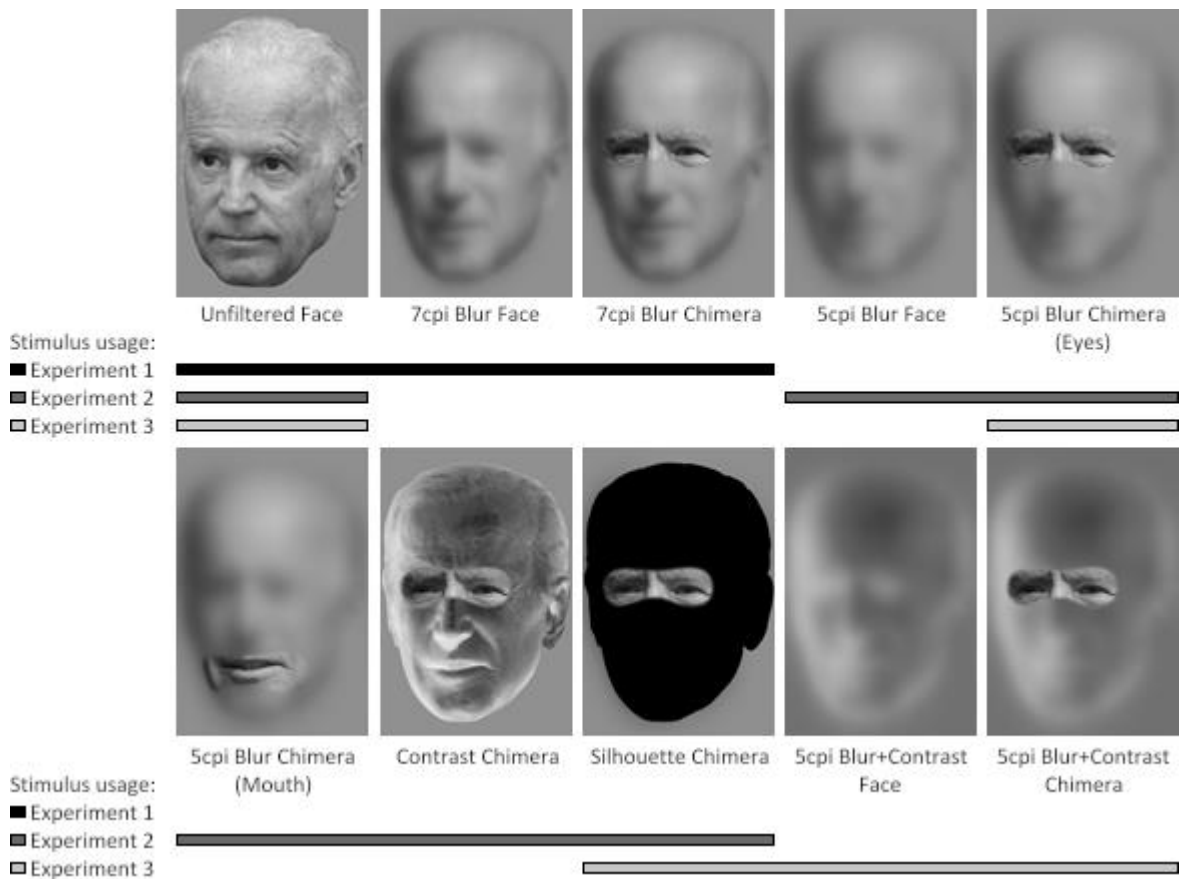 Unfiltered Face
7cpi Blur Face
7cpi Blur Chimera
5cpi Blur Face
5cpi Blur Chimera
(Eyes)
Stimulus usage:
Experiment 1
Experiment 2
Experiment 3
5cpi Blur Chimera
(Mouth)
Contrast Chimera
Silhouette Chimera
5cpi Blur+Contrast
Face
5cpi Blur+Contrast
Chimera
Stimulus usage:
Experiment 1
Experiment 2
Experiment 3